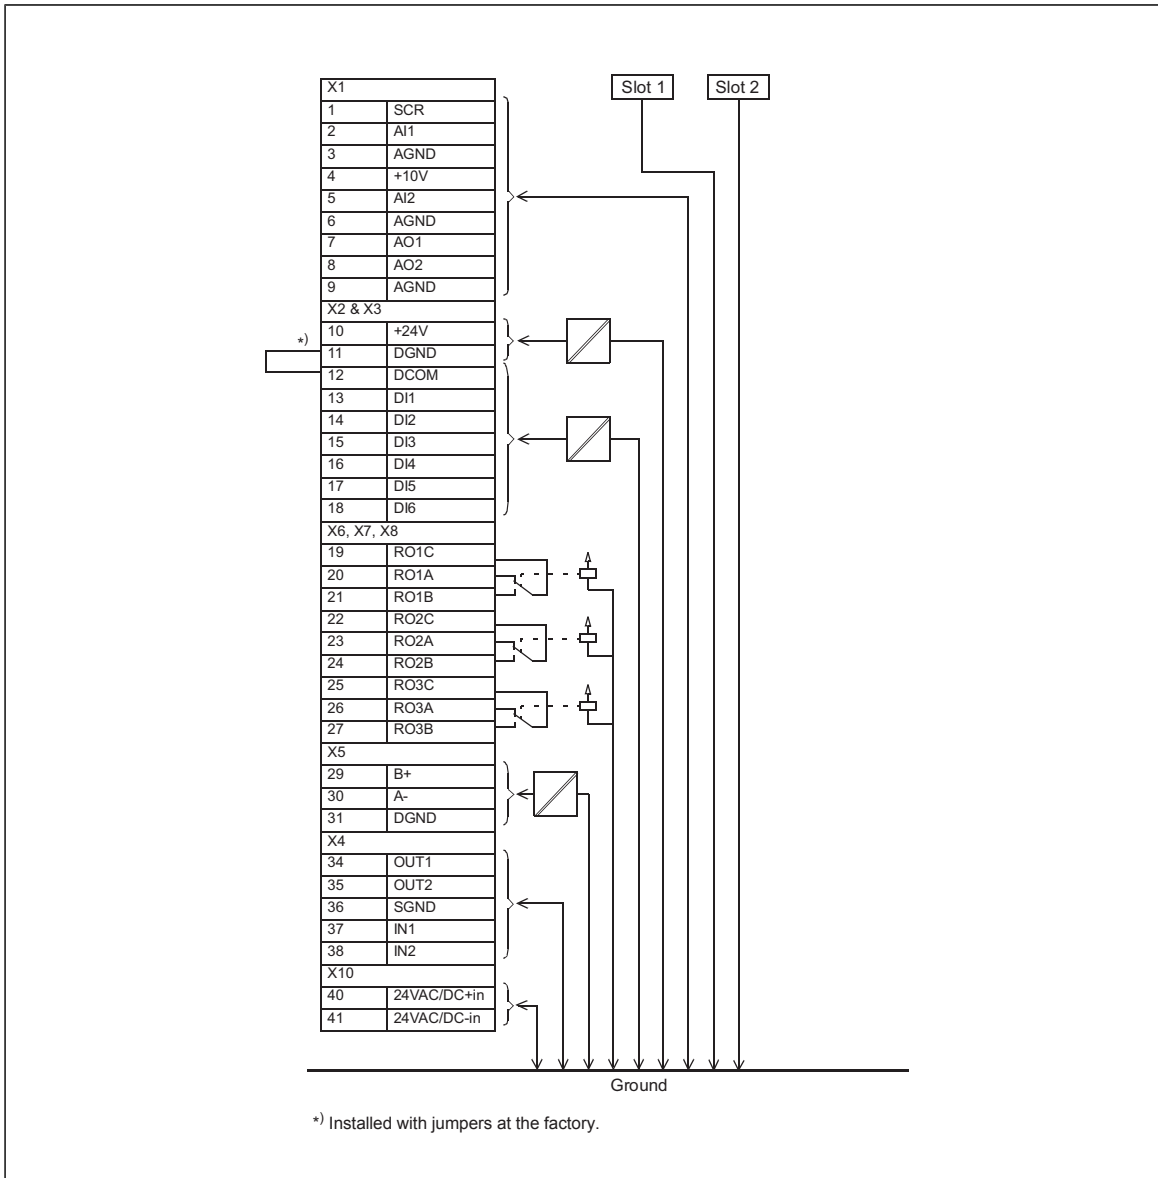 Slot 1 Slot 2
X1
1 SCR
2 AI1
3 AGND
4 +10V
5 AI2
6 AGND
7 AO1
8 AO2
9 AGND
X2 & X3
10 +24V
*)
11 DGND
12 DCOM
13 DI1
14 DI2
15 DI3
16 DI4
17 DI5
18 DI6
X6, X7, X8
19 RO1C
20 RO1A
21 RO1B
22 RO2C
23 RO2A
24 RO2B
25 RO3C
26 RO3A
27 RO3B
X5
29 B+
30 A-
31 DGND
X4
34 OUT1
35 OUT2
36 SGND
37 IN1
38 IN2
X10
40 24VAC/DC+in
41 24VAC/DC-in
Ground
*) Installed with jumpers at the factory.